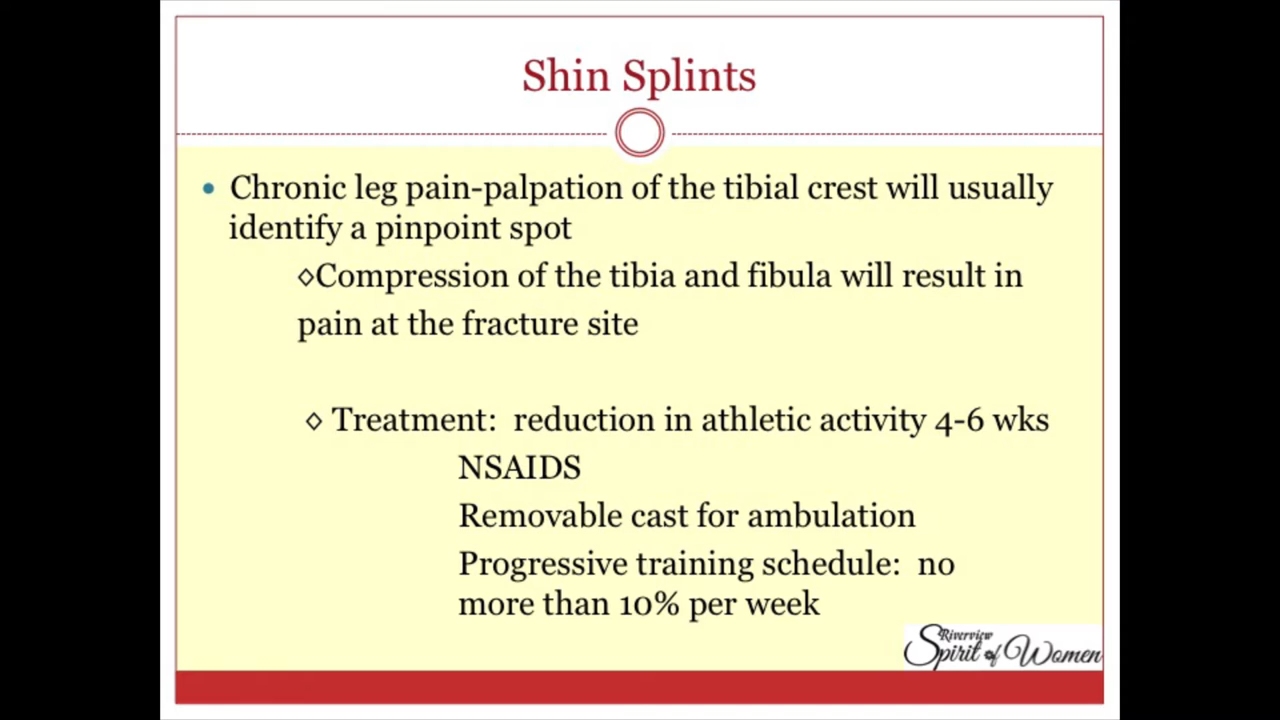 Shin Splints
• Chronic leg pain-palpation of the tibial crest will usually
identify a pinpoint spot
◊Compression of the tibia and fibula will result in
pain at the fracture site
◊ Treatment: reduction in athletic activity 4-6 wks
NSAIDS
Removable cast for ambulation
Progressive training schedule: no
more than 10% per week
Riverview
Spirit of Women